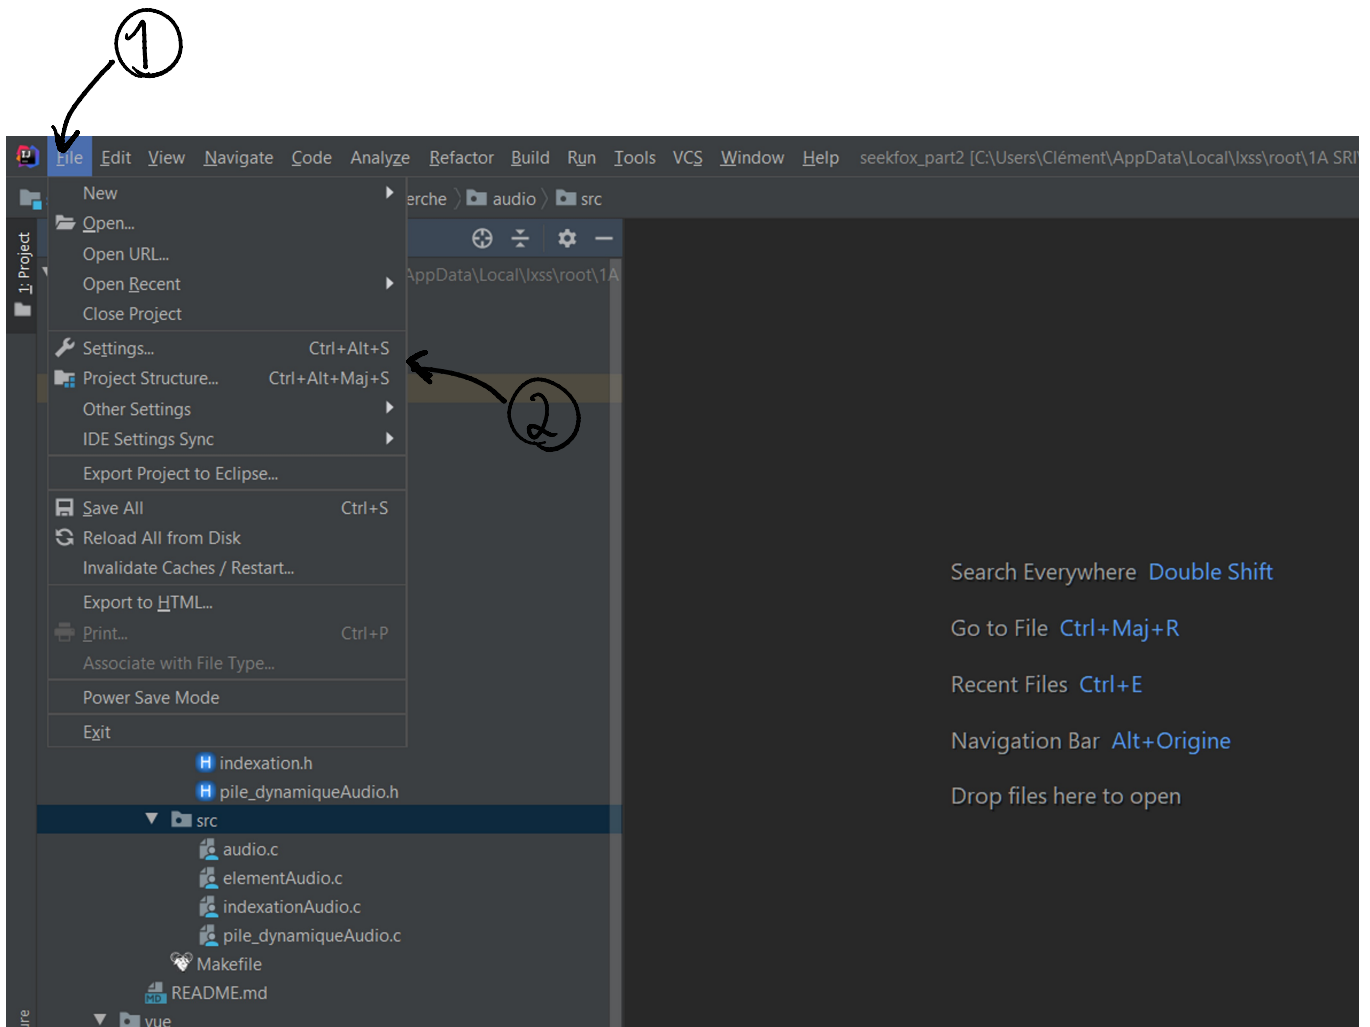 1
File Edit View Navigate Code Analyze Refactor Build Run Tools VCS Window Help seekfox_part2 [C:\Users\Clément\AppData\Local\lxss\root\1A SRI\
erche audio src
1: Project
AppData\Local\lxss\root\1A
New
Open...
Open URL...
Open Recent
Close Project
Settings... Ctrl+Alt+S
Project Structure... Ctrl+Alt+Maj+S
Other Settings
IDE Settings Sync
2
Export Project to Eclipse...
Save All Ctrl+S
Reload All from Disk
Invalidate Caches / Restart...
Export to HTML...
Print... Ctrl+P
Associate with File Type...
Power Save Mode
Exit
Search Everywhere Double Shift
Go to File Ctrl+Maj+R
Recent Files Ctrl+E
Navigation Bar Alt+Origine
Drop files here to open
indexation.h
pile_dynamiqueAudio.h
src
audio.c
elementAudio.c
indexationAudio.c
pile_dynamiqueAudio.c
Makefile
README.md
vue
ure